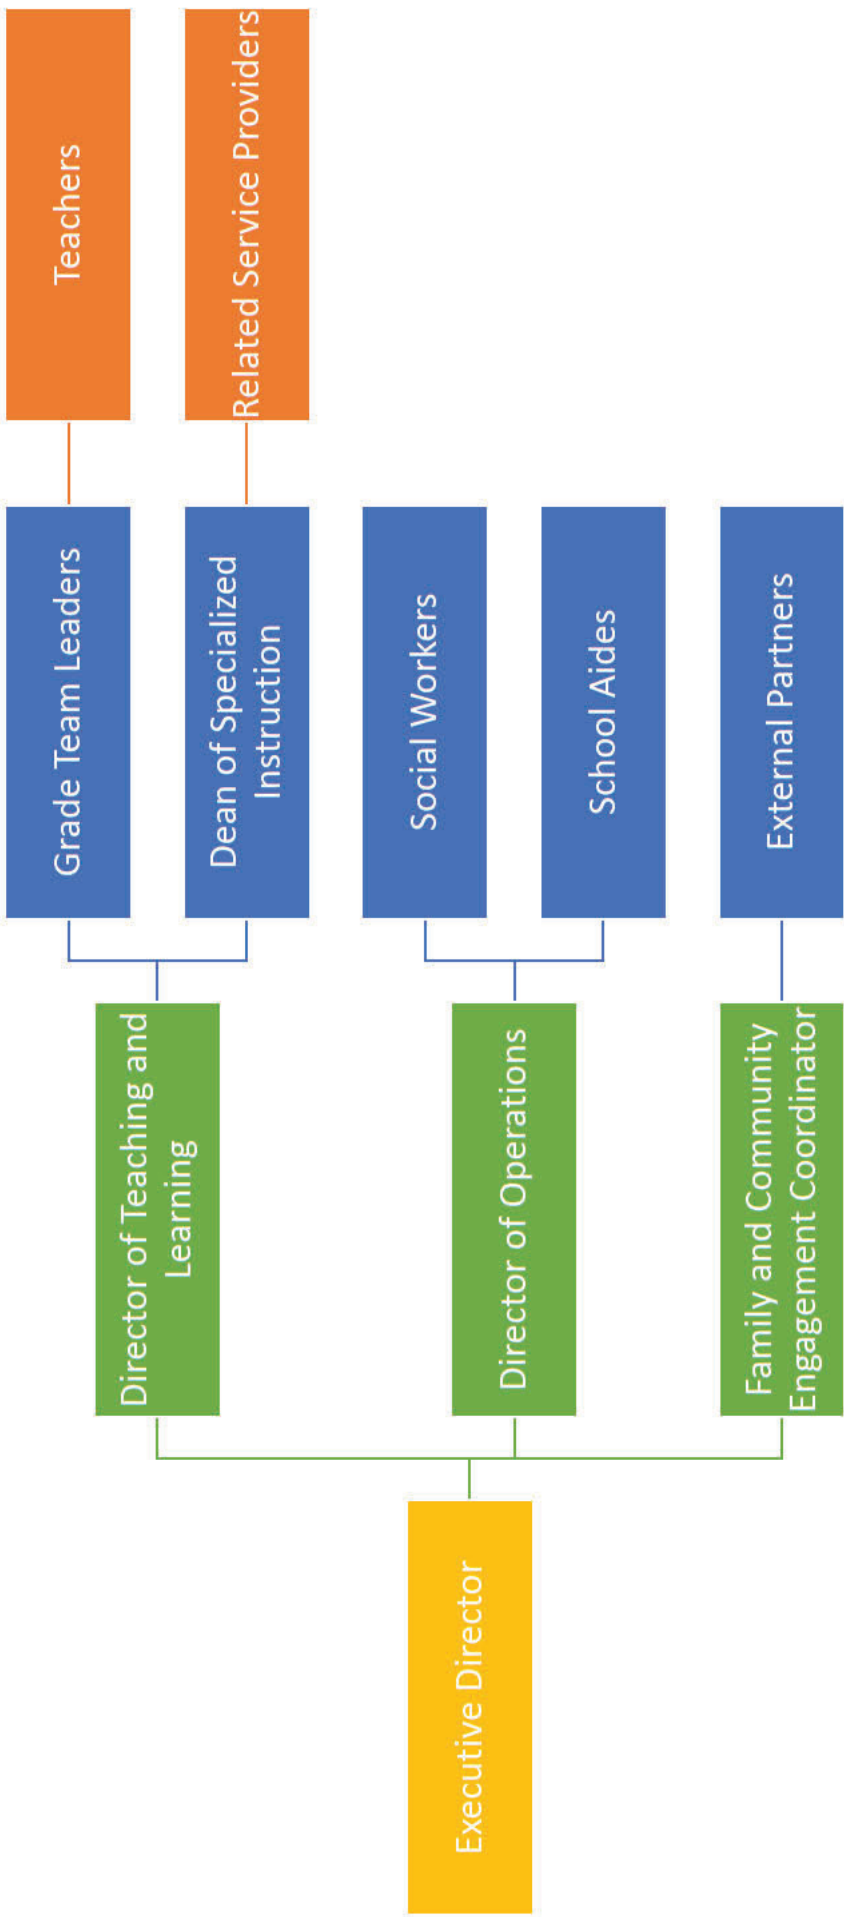 Executive Director
Director of Teaching and
Learning
Director of Operations
Family and Community
Engagement Coordinator
Grade Team Leaders
Dean of Specialized
Instruction
Social Workers
School Aides
External Partners
Teachers
Related Service Providers